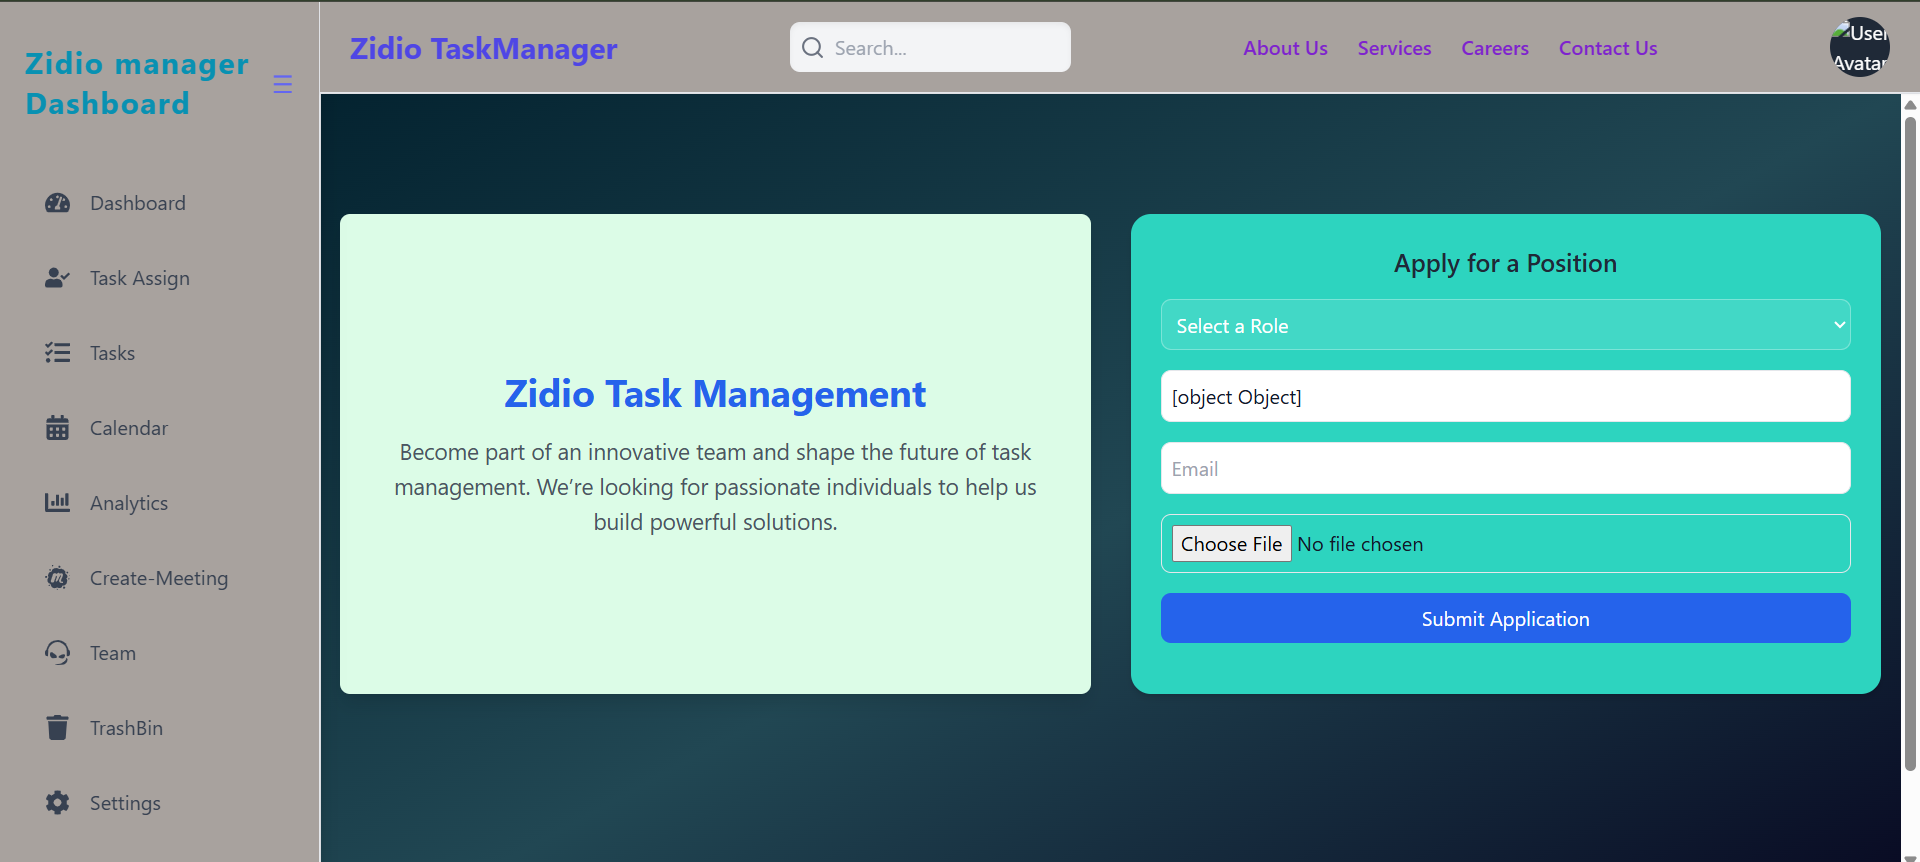 Zidio manager
Dashboard
Dashboard
Task Assign
Tasks
Calendar
Analytics
Create-Meeting
Team
TrashBin
Settings
Zidio TaskManager
Search...
About Us
Services
Careers
Contact Us
User
Avatar
Zidio Task Management
Become part of an innovative team and shape the future of task
management. We’re looking for passionate individuals to help us
build powerful solutions.
Apply for a Position
Select a Role
[object Object]
Email
Choose File No file chosen
Submit Application